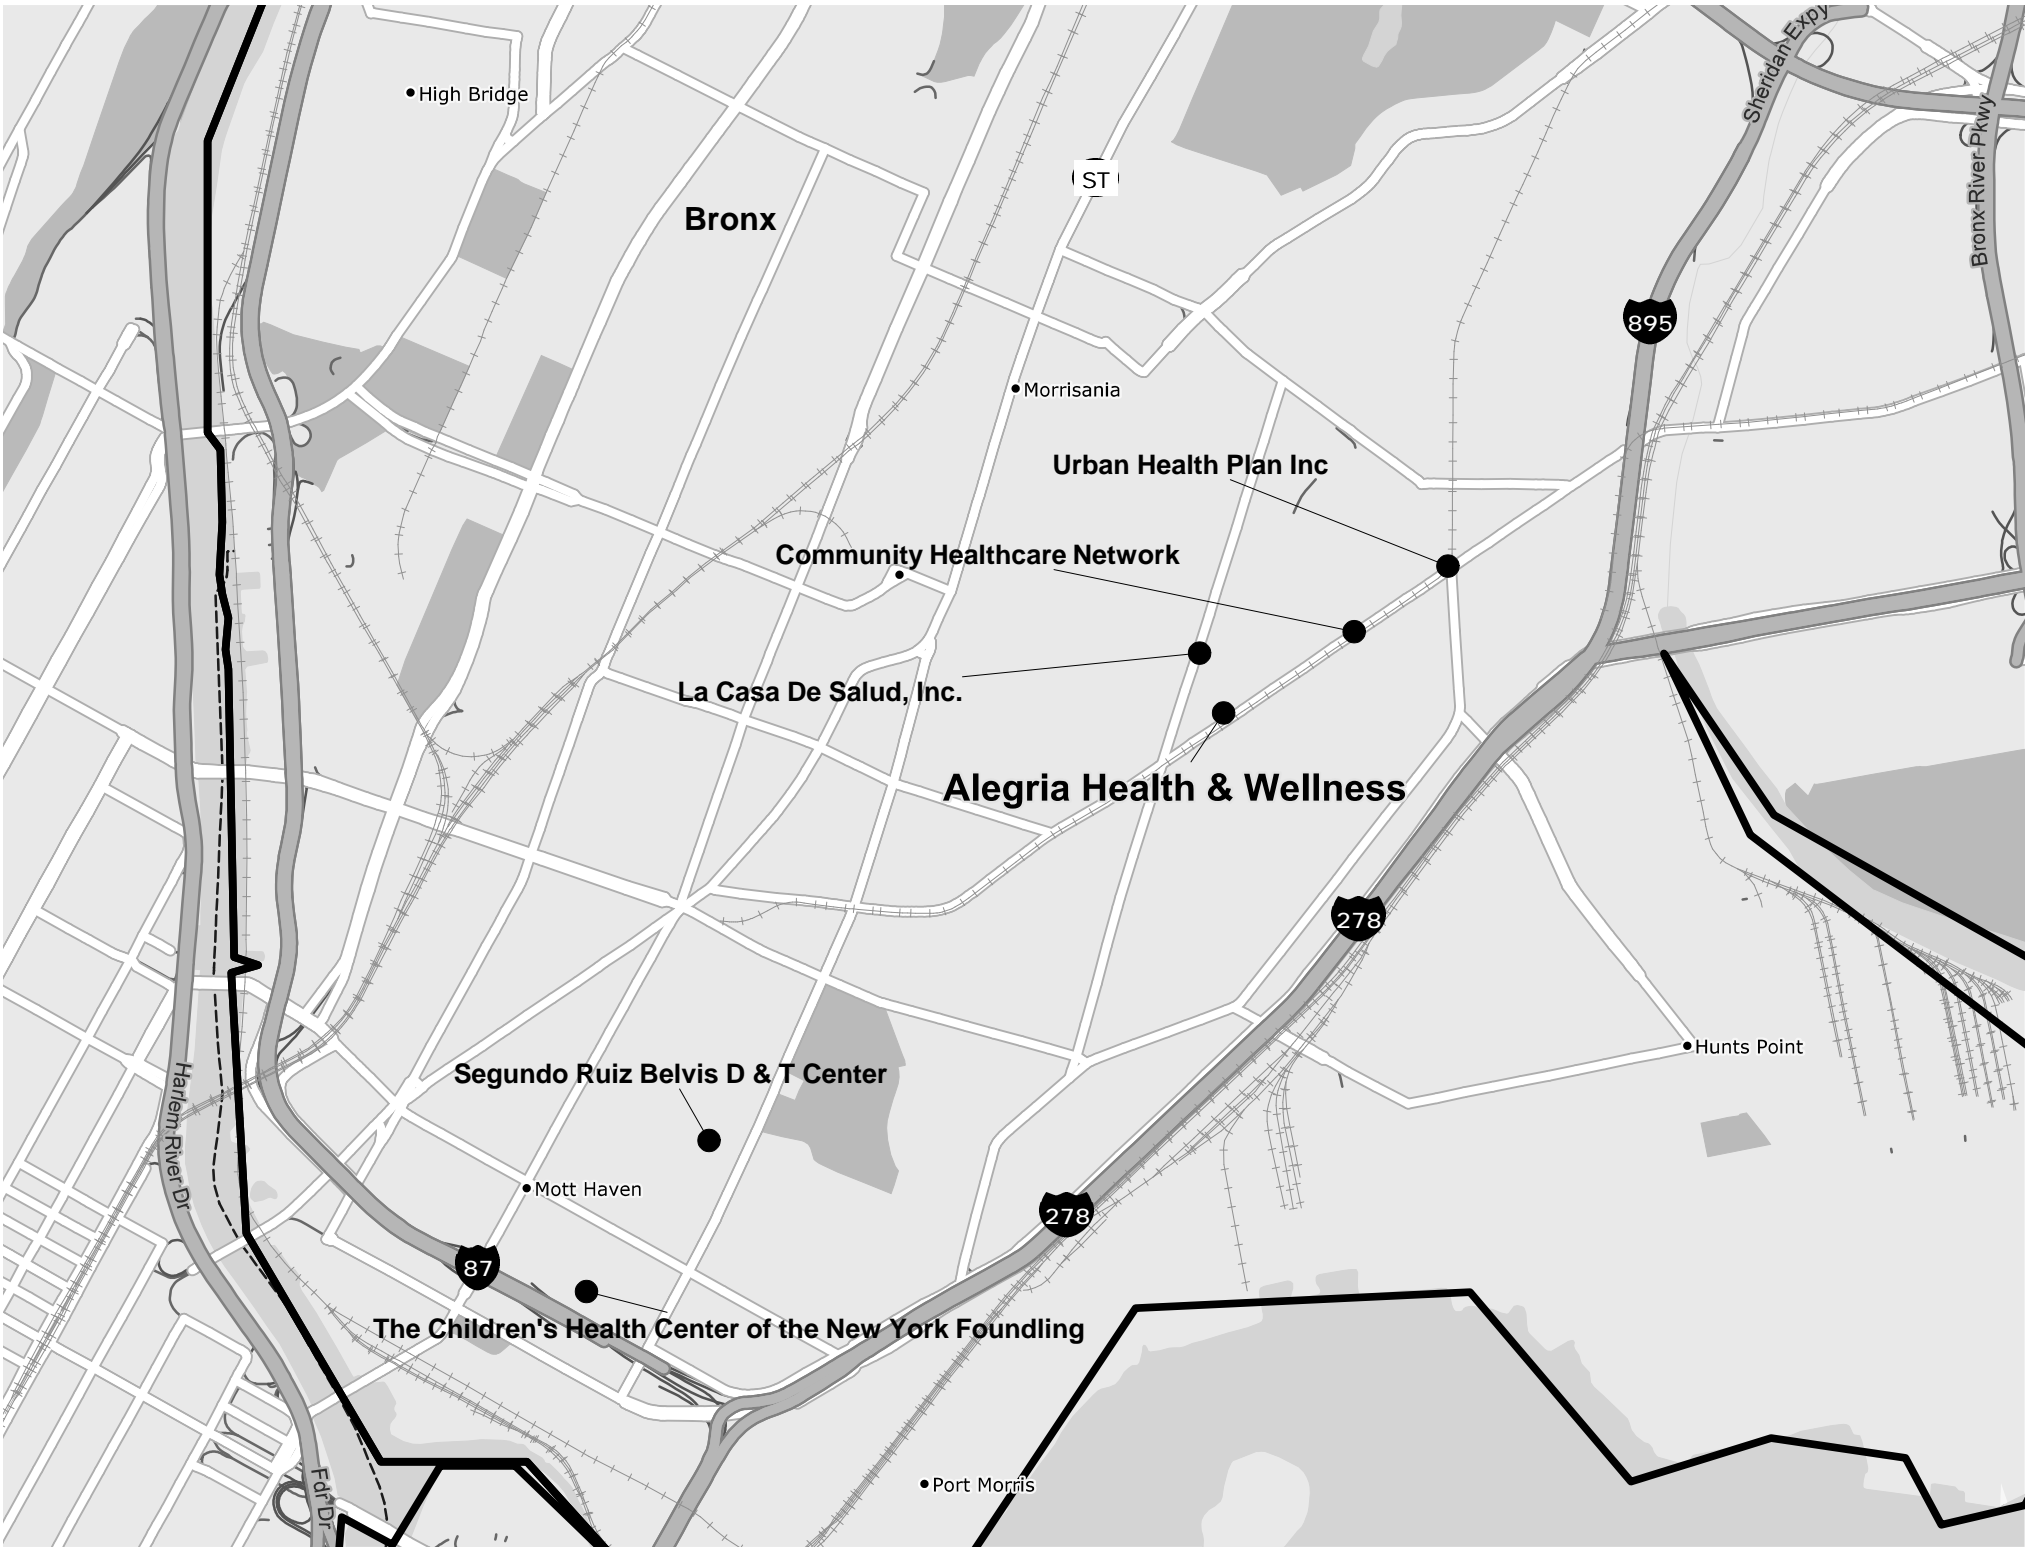 Sheridan Expy
High Bridge
Bronx River Pkwy
ST
Bronx
895
Morrisania
Urban Health Plan Inc
Community Healthcare Network
La Casa De Salud, Inc.
Alegria Health & Wellness
278
Hunts Point
Segundo Ruiz Belvis D & T Center
Harlem River Dr
Mott Haven
278
87
The Children's Health Center of the New York Foundling
Port Morris
Fdr Dr